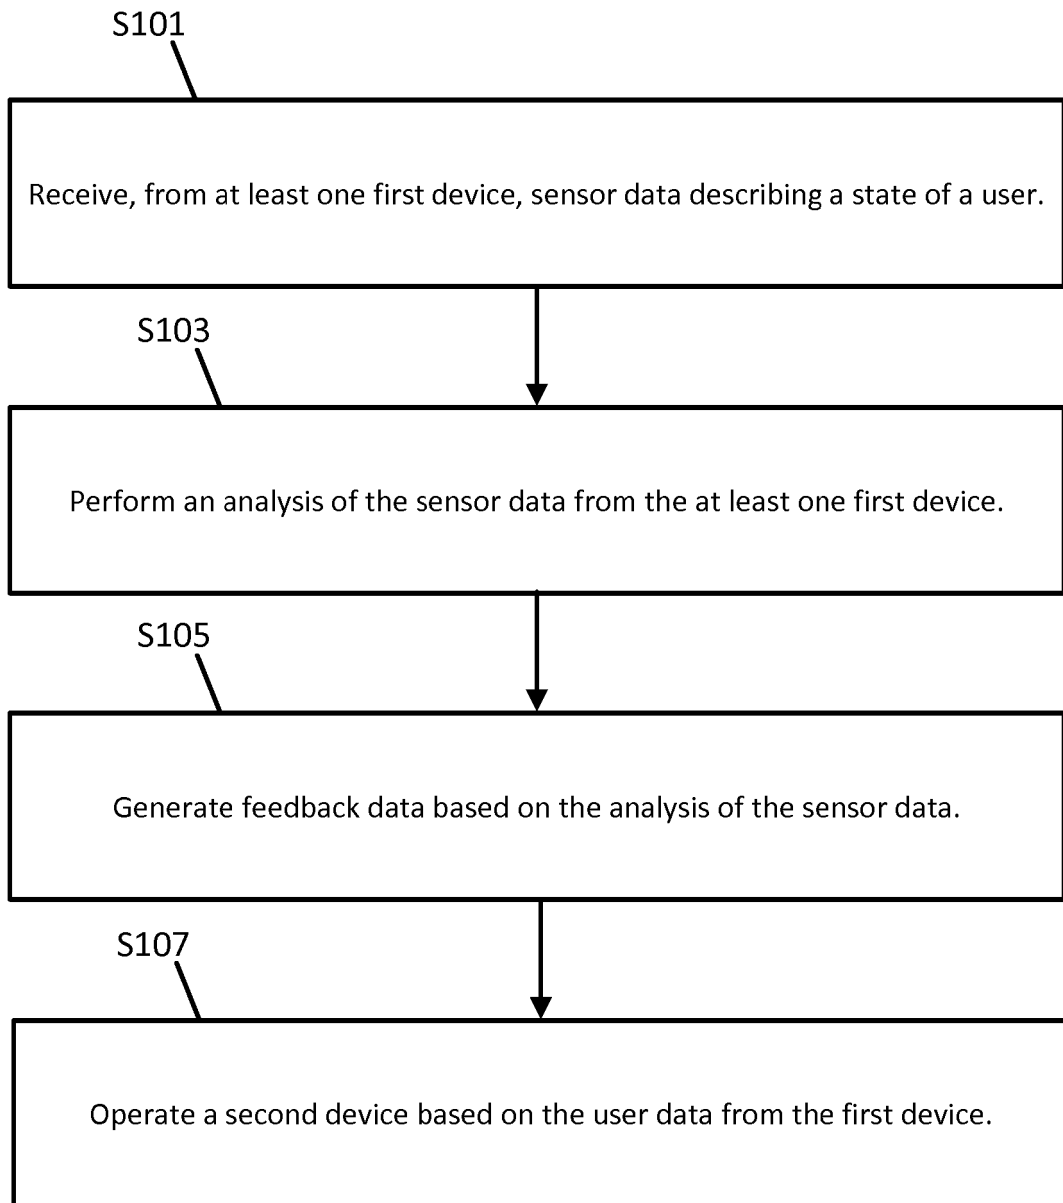 S101
Receive, from at least one first device, sensor data describing a state of a user.
S103
Perform an analysis of the sensor data from the at least one first device.
S105
Generate feedback data based on the analysis of the sensor data.
S107
Operate a second device based on the user data from the first device.